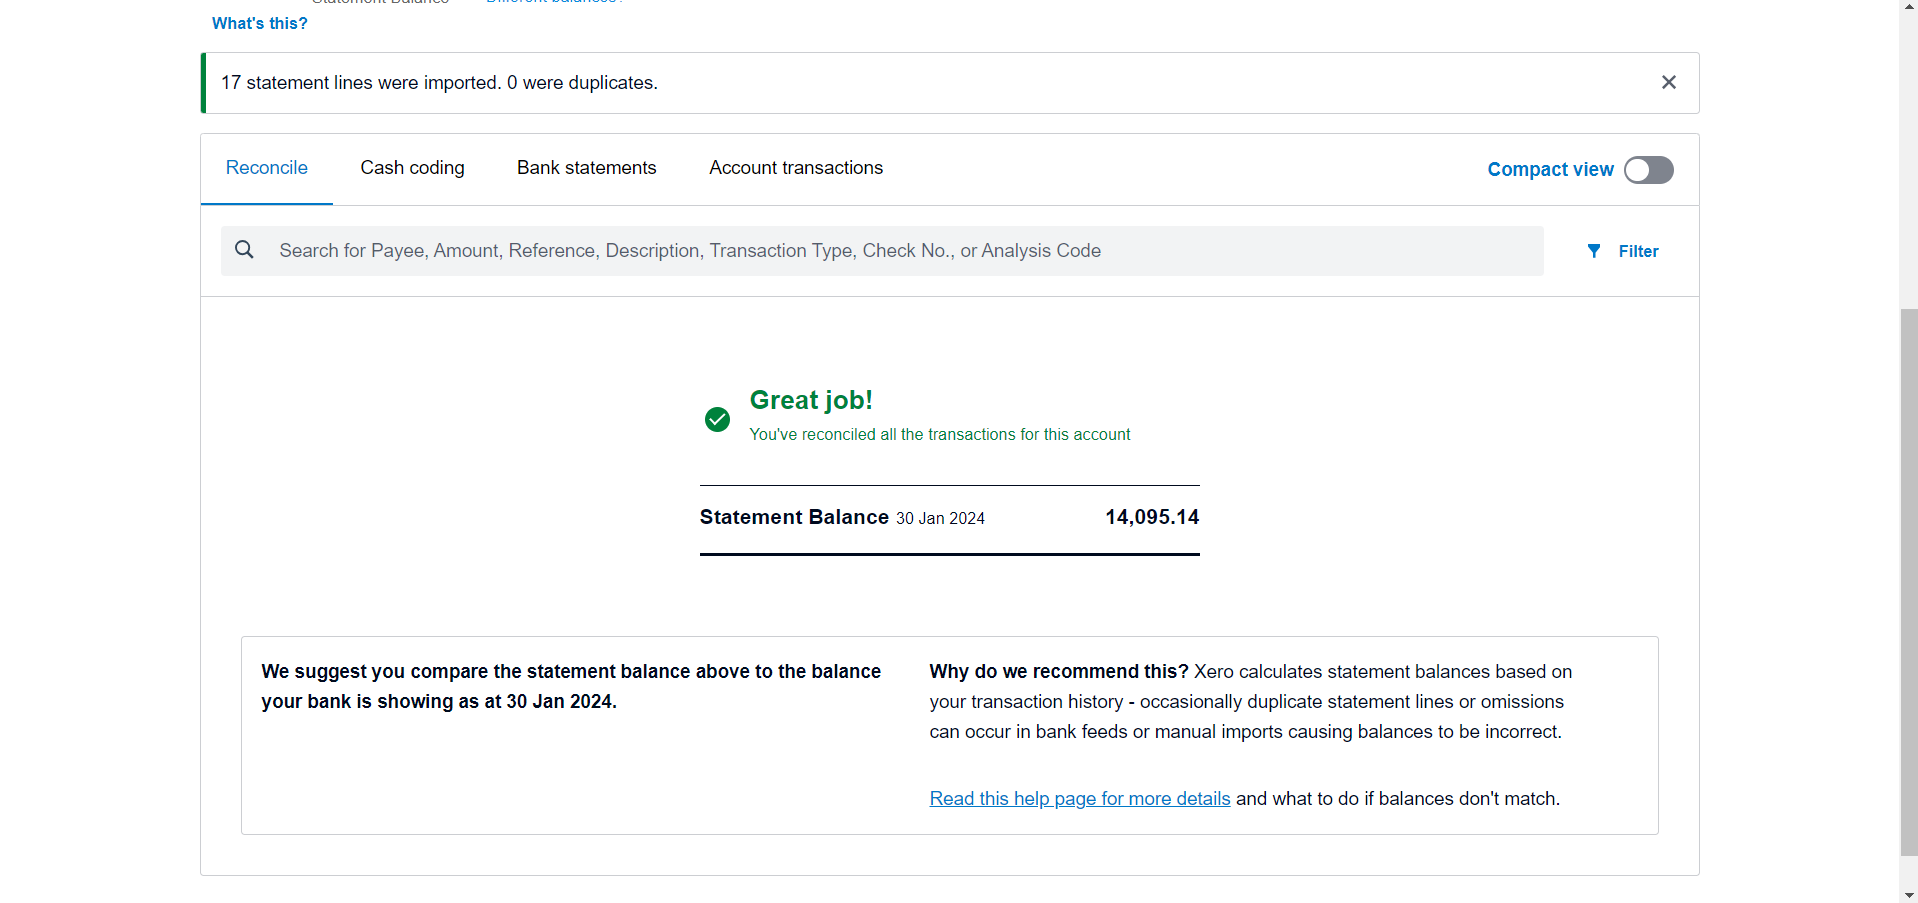 Statement Balance Different balances?
What's this?
17 statement lines were imported. 0 were duplicates.
Reconcile Cash coding Bank statements Account transactions Compact view
Search for Payee, Amount, Reference, Description, Transaction Type, Check No., or Analysis Code Filter
Great job!
You've reconciled all the transactions for this account
Statement Balance 30 Jan 2024 14,095.14
We suggest you compare the statement balance above to the balance
your bank is showing as at 30 Jan 2024.
Why do we recommend this? Xero calculates statement balances based on
your transaction history - occasionally duplicate statement lines or omissions
can occur in bank feeds or manual imports causing balances to be incorrect.
Read this help page for more details and what to do if balances don't match.